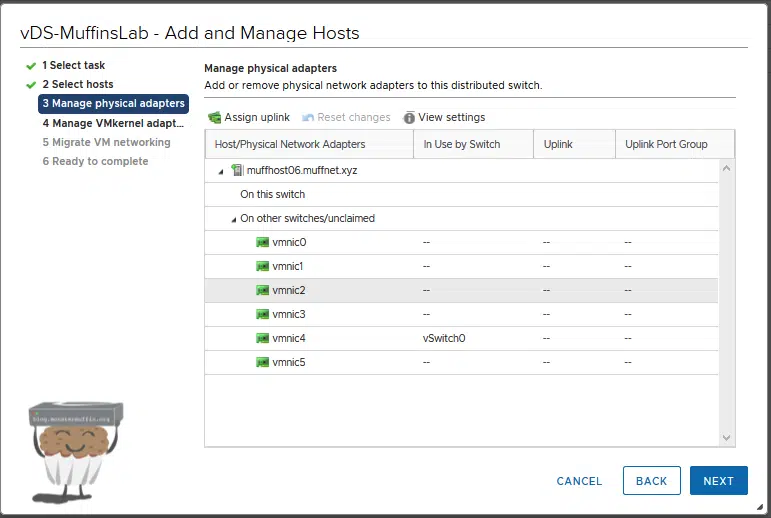 vDS-MuffinsLab - Add and Manage Hosts
1 Select task
2 Select hosts
3 Manage physical adapters
4 Manage VMkernel adapt...
5 Migrate VM networking
6 Ready to complete
Manage physical adapters
Add or remove physical network adapters to this distributed switch.
Assign uplink Reset changes View settings
Host/Physical Network Adapters In Use by Switch Uplink Uplink Port Group
muffhost06.muffnet.xyz
On this switch
On other switches/unclaimed
vmnic0 -- -- --
vmnic1 -- -- --
vmnic2 -- -- --
vmnic3 -- -- --
vmnic4 vSwitch0 -- --
vmnic5 -- -- --
blog.monstermuffin.org
CANCEL BACK NEXT